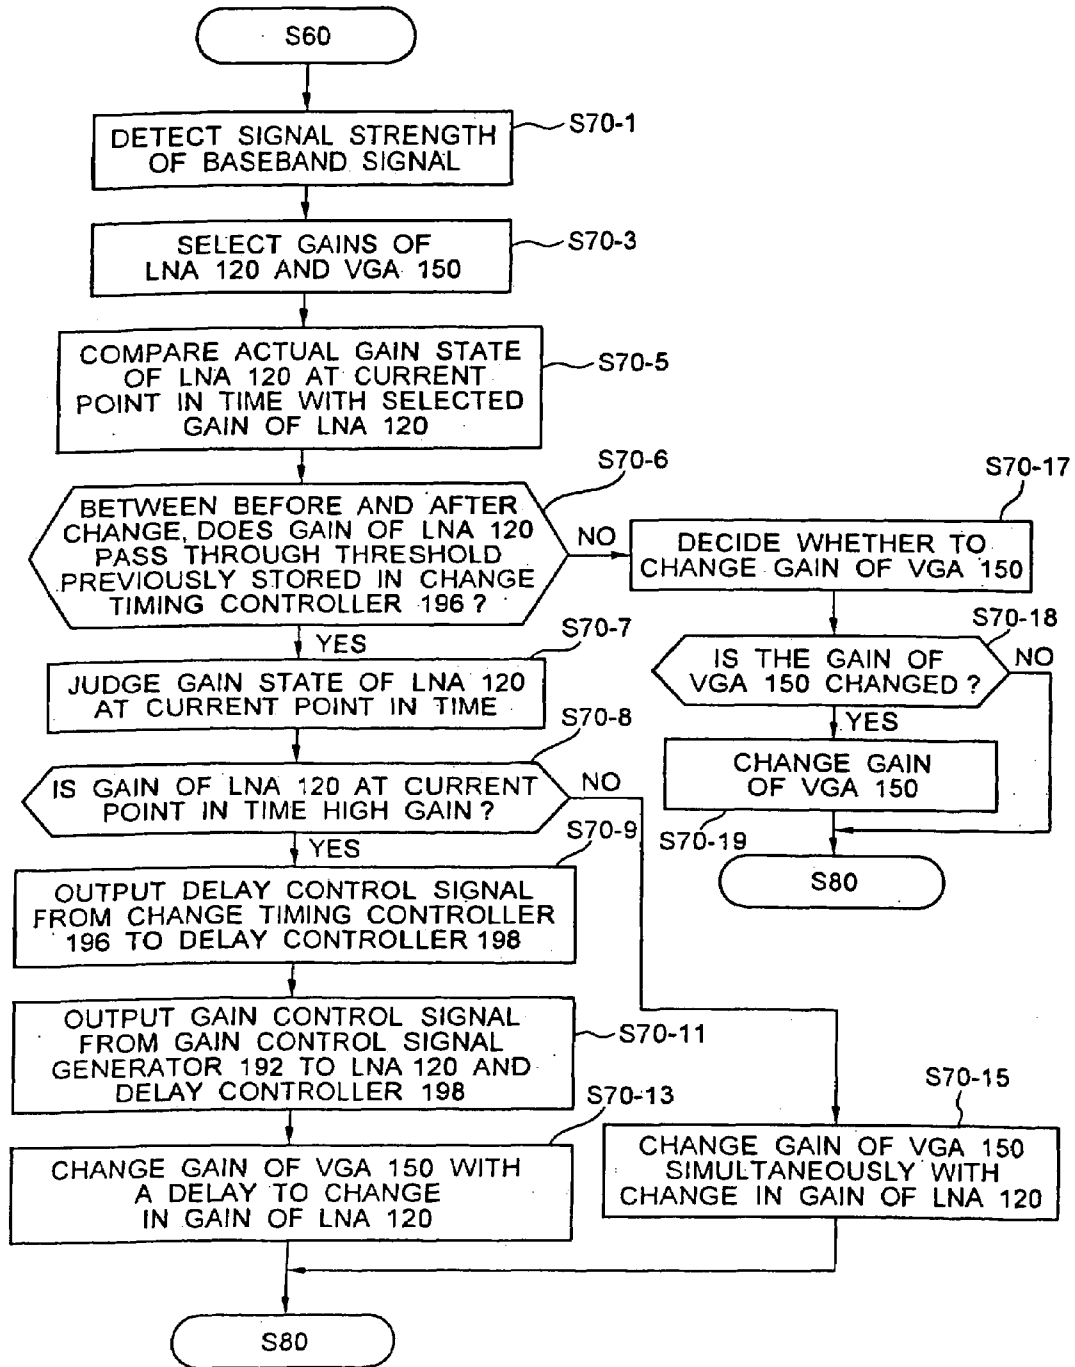 S60
S70-1
DETECT SIGNAL STRENGTH
OF BASEBAND SIGNAL
S70-3
SELECT GAINS OF
LNA 120 AND VGA 150
S70-5
COMPARE ACTUAL GAIN STATE
OF LNA 120 AT CURRENT
POINT IN TIME WITH SELECTED
GAIN OF LNA 120
S70-6
BETWEEN BEFORE AND AFTER
CHANGE, DOES GAIN OF LNA 120
PASS THROUGH THRESHOLD
PREVIOUSLY STORED IN CHANGE
TIMING CONTROLLER 196 ?
NO
YES
S70-17
DECIDE WHETHER TO
CHANGE GAIN OF VGA 150
S70-18
IS THE GAIN OF
VGA 150 CHANGED ?
NO
YES
CHANGE GAIN
OF VGA 150
S70-19
S80
S70-7
JUDGE GAIN STATE OF LNA 120
AT CURRENT POINT IN TIME
S70-8
IS GAIN OF LNA 120 AT CURRENT
POINT IN TIME HIGH GAIN ?
NO
YES
S70-9
OUTPUT DELAY CONTROL SIGNAL
FROM CHANGE TIMING CONTROLLER
196 TO DELAY CONTROLLER 198
OUTPUT GAIN CONTROL SIGNAL
FROM GAIN CONTROL SIGNAL
GENERATOR 192 TO LNA 120 AND
DELAY CONTROLLER 198
S70-11
S70-13
CHANGE GAIN OF VGA 150 WITH
A DELAY TO CHANGE
IN GAIN OF LNA 120
S70-15
CHANGE GAIN OF VGA 150
SIMULTANEOUSLY WITH
CHANGE IN GAIN OF LNA 120
S80